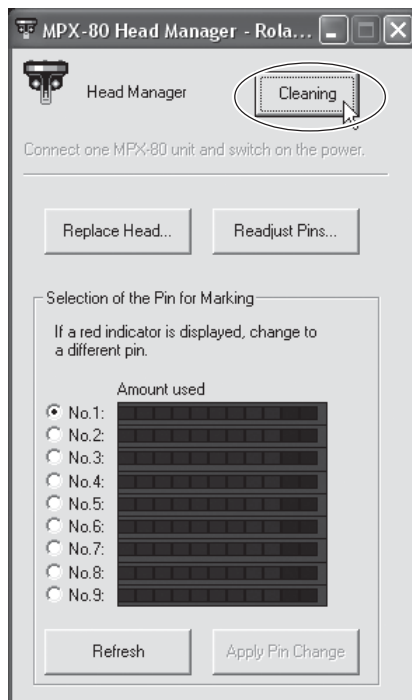 MPX-80 Head Manager - Rola...
Head Manager
Cleaning
Connect one MPX-80 unit and switch on the power.
Replace Head...
Readjust Pins...
Selection of the Pin for Marking
If a red indicator is displayed, change to
a different pin.
Amount used
No.1:
No.2:
No.3:
No.4:
No.5:
No.6:
No.7:
No.8:
No.9:
Refresh
Apply Pin Change